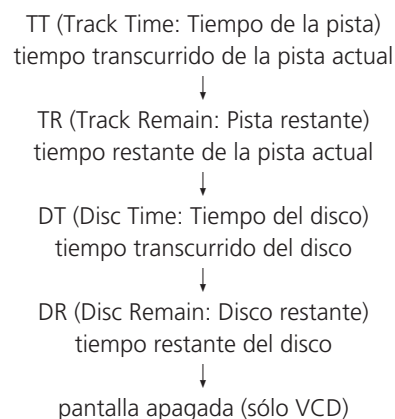 TT (Track Time: Tiempo de la pista)
tiempo transcurrido de la pista actual
TR (Track Remain: Pista restante)
tiempo restante de la pista actual
DT (Disc Time: Tiempo del disco)
tiempo transcurrido del disco
DR (Disc Remain: Disco restante)
tiempo restante del disco
pantalla apagada (sólo VCD)